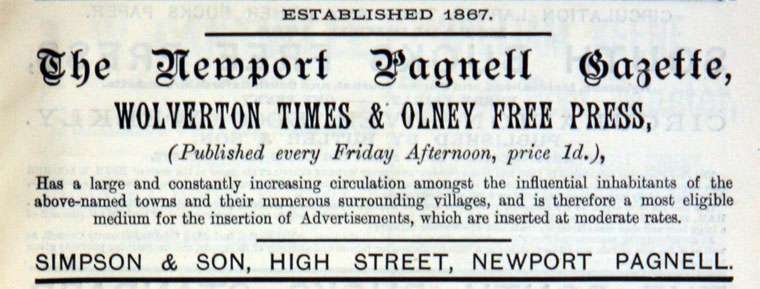 ESTABLISHED 1867.
The Newport Pagnell Gazette,
WOLVERTON TIMES & OLNEY FREE PRESS,
(Published every Friday Afternoon, price 1d.),
Has a large and constantly increasing circulation amongst the influential inhabitants of the
above-named towns and their numerous surrounding villages, and is therefore a most eligible
medium for the insertion of Advertisements, which are inserted at moderate rates.
SIMPSON & SON, HIGH STREET, NEWPORT PAGNELL.